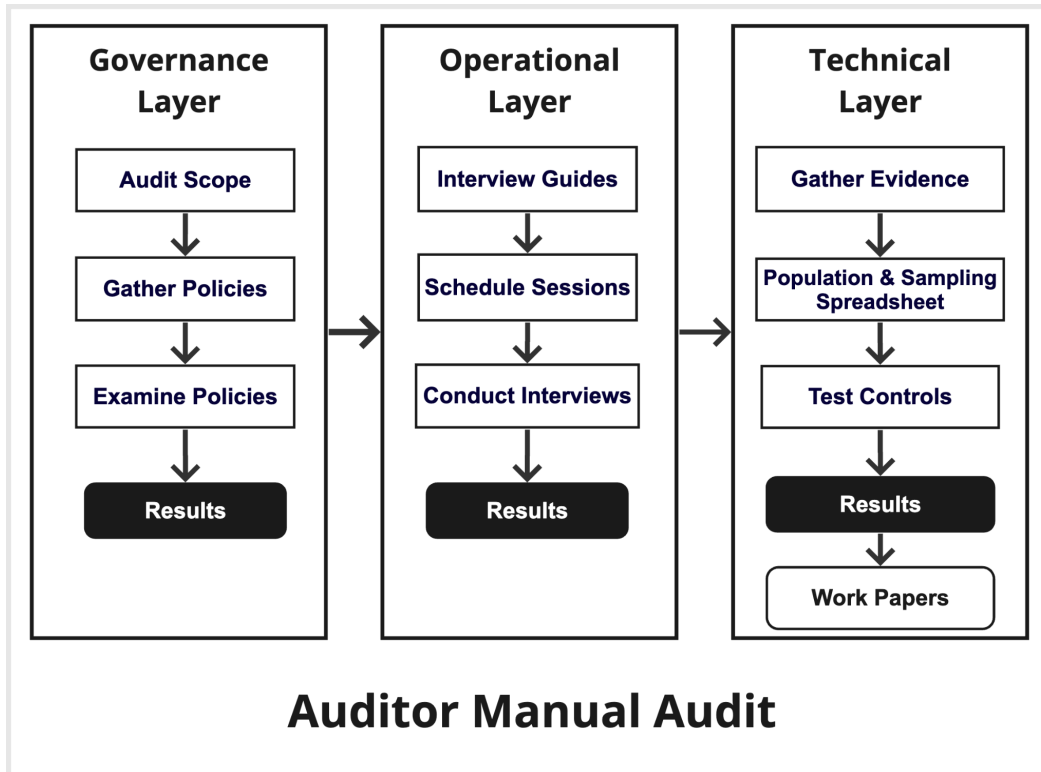 Governance
Layer
Audit Scope
Gather Policies
Examine Policies
Results
Operational
Layer
Interview Guides
Schedule Sessions
Conduct Interviews
Results
Technical
Layer
Gather Evidence
Population & Sampling
Spreadsheet
Test Controls
Results
Work Papers
Auditor Manual Audit